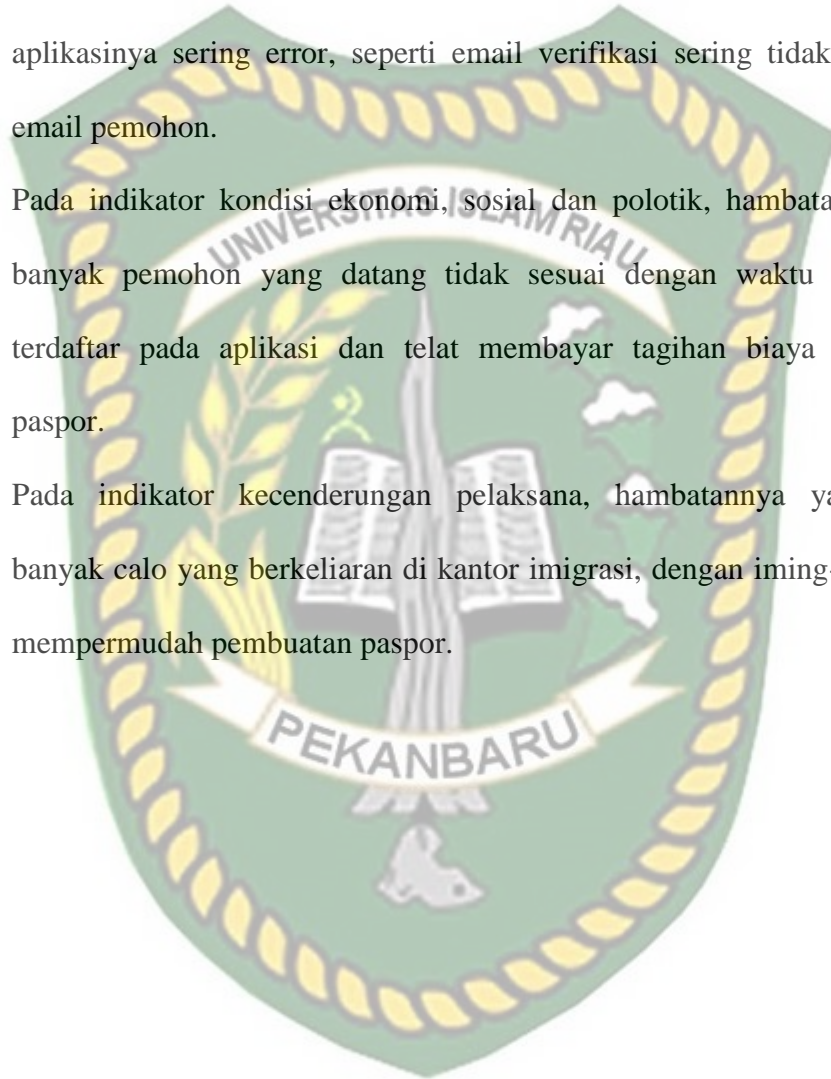 aplikasinya sering error, seperti email verifikasi sering tidak
email pemohon.
Pada indikator kondisi ekonomi, sosial dan polotik, hambata
banyak pemohon yang datang tidak sesuai dengan waktu
terdaftar pada aplikasi dan telat membayar tagihan biaya
paspor.
Pada indikator kecenderungan pelaksana, hambatannya ya
banyak calo yang berkeliaran di kantor imigrasi, dengan iming-
mempermudah pembuatan paspor.
UNIVERSITAS ISLAM RIAU
PEKANBARU